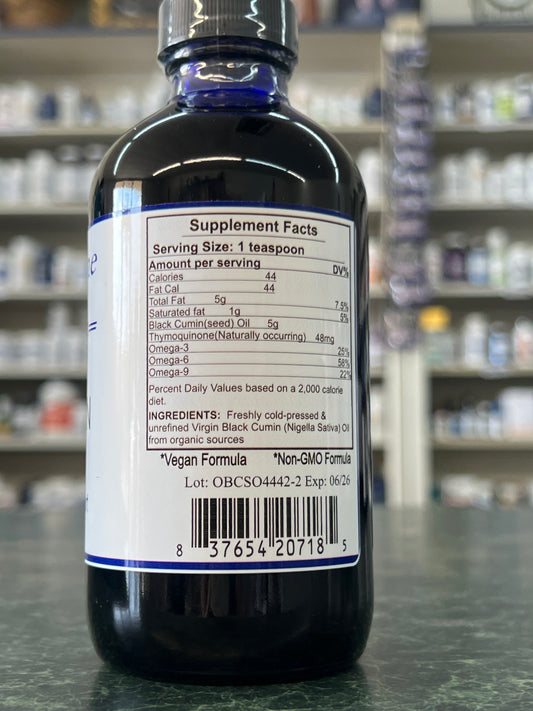 Supplement Facts
Serving Size: 1 teaspoon
Amount per serving DV%
Calories 44
Fat Cal 44
Total Fat 5g 7.5%
Saturated fat 1g 5%
Black Cumin(seed) Oil 5g
Thymoquinone(Naturally occurring) 48mg
Omega-3 25%
Omega-6 58%
Omega-9 22%
Percent Daily Values based on a 2,000 calorie
diet.
INGREDIENTS: Freshly cold-pressed &
unrefined Virgin Black Cumin (Nigella Sativa) Oil
from organic sources
*Vegan Formula *Non-GMO Formula
Lot: OBCSO4442-2 Exp: 06/26
8 37654 20718 5